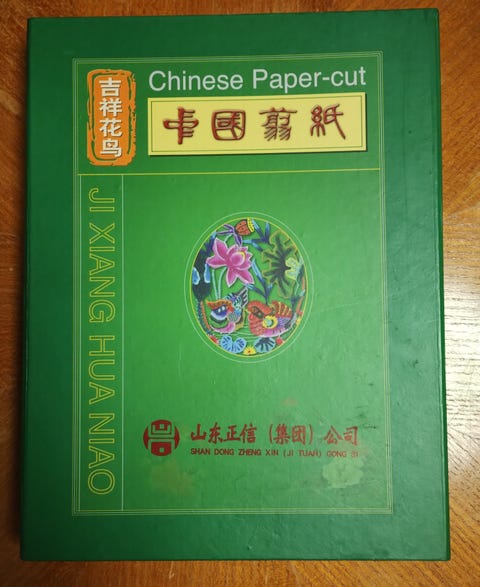 吉祥花鸟
Chinese Paper-cut
中國翦紙
JI XIANG HUA NIAO
山东正信(集团)公司
SHAN DONG ZHENG XIN (JI TUAN) GONG SI